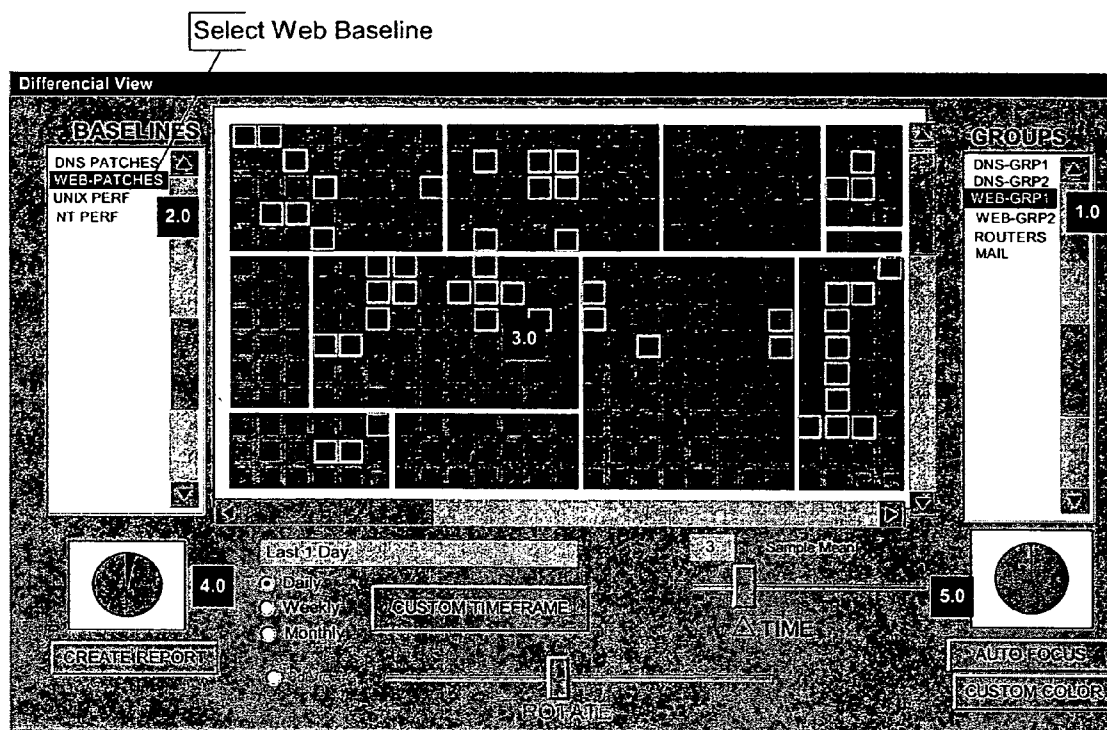 Select Web Baseline
Differencial View
BASELINES
DNS PATCHES
WEB-PATCHES
UNIX PERF
NT PERF
2.0
GROUPS
DNS-GRP1
DNS-GRP2
WEB-GRP1
WEB-GRP2
ROUTERS
MAIL
1.0
3.0
4.0
CREATE REPORT
Last 1 Day
Daily
Weekly
Monthly
CUSTOM TIMEFRAME
3
Sample Mean
△ TIME
ROTATE
5.0
AUTO FOCUS
CUSTOM COLOR